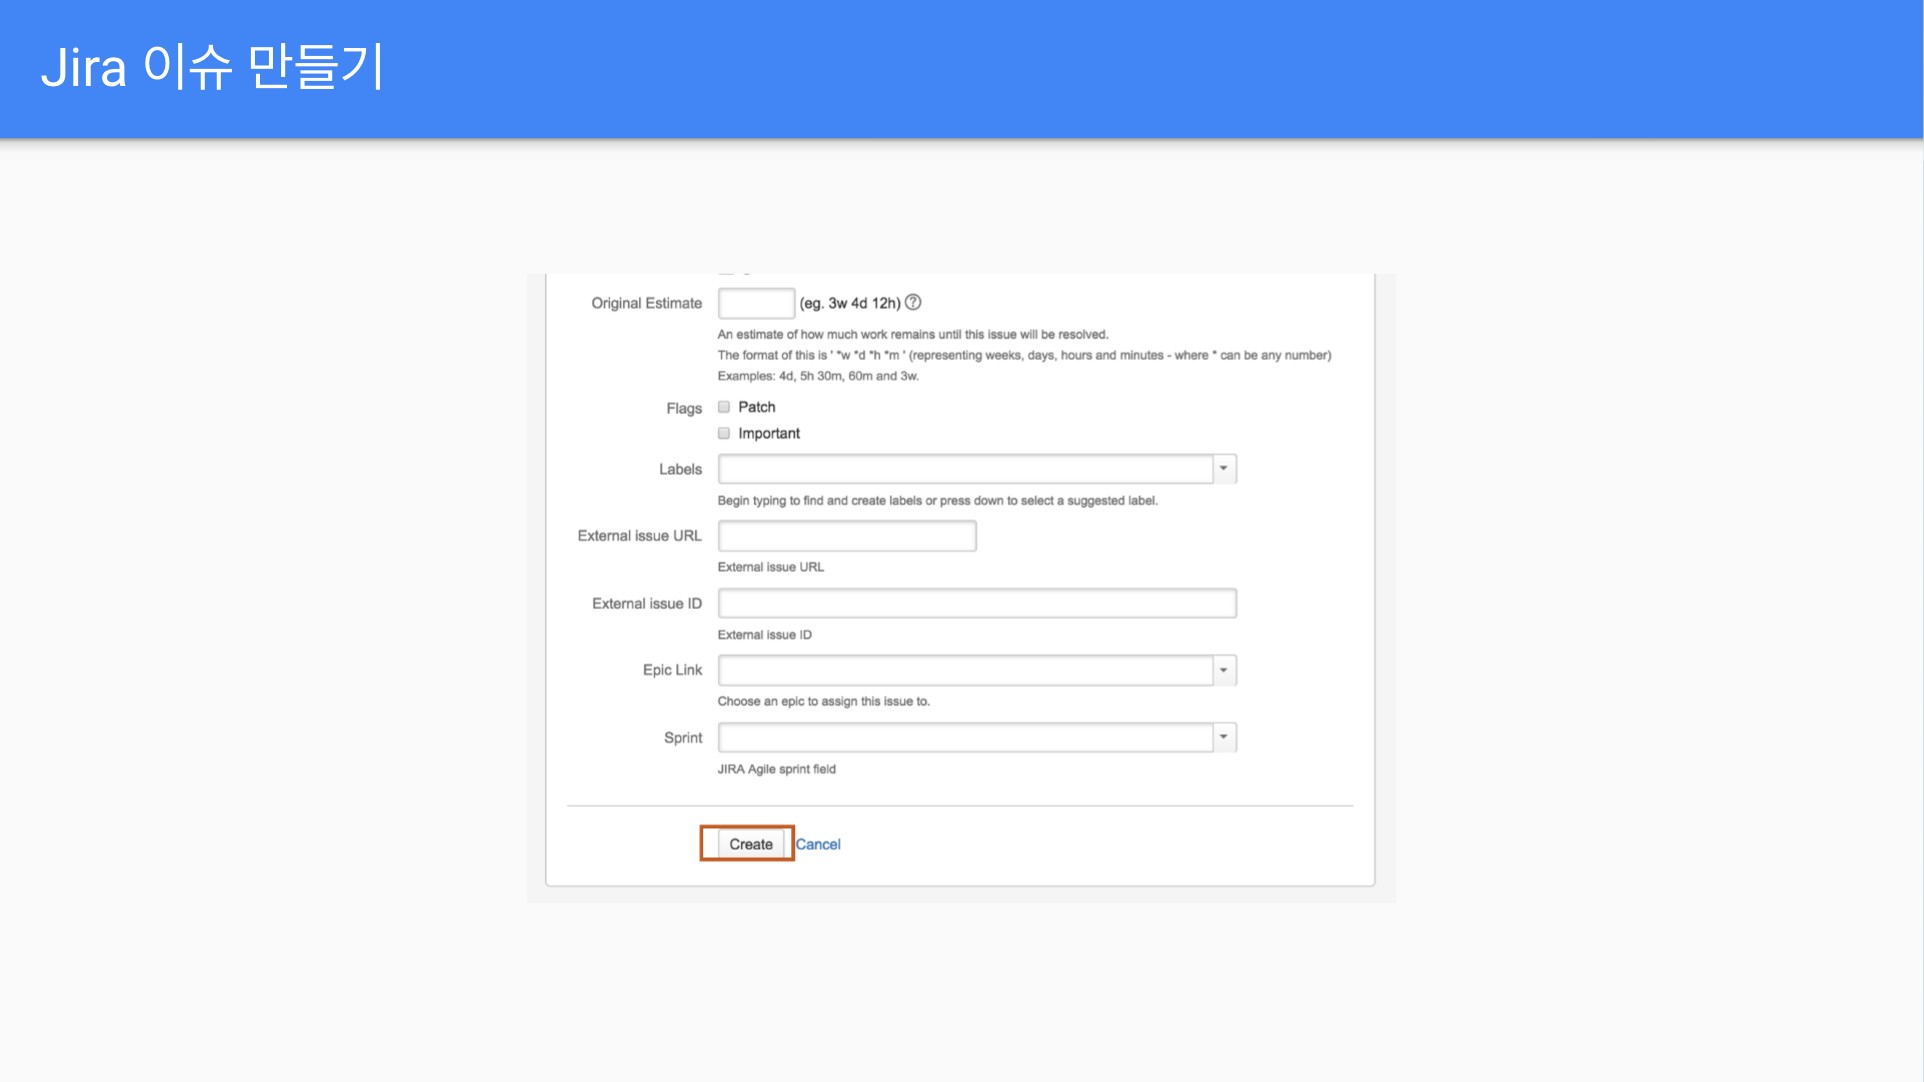 Jira 이슈 만들기
Original Estimate (eg. 3w 4d 12h) ?
An estimate of how much work remains until this issue will be resolved.
The format of this is ' *w *d *h *m ' (representing weeks, days, hours and minutes - where * can be any number)
Examples: 4d, 5h 30m, 60m and 3w.
Flags Patch
Important
Labels
Begin typing to find and create labels or press down to select a suggested label.
External issue URL
External issue URL
External issue ID
External issue ID
Epic Link
Choose an epic to assign this issue to.
Sprint
JIRA Agile sprint field
Create Cancel